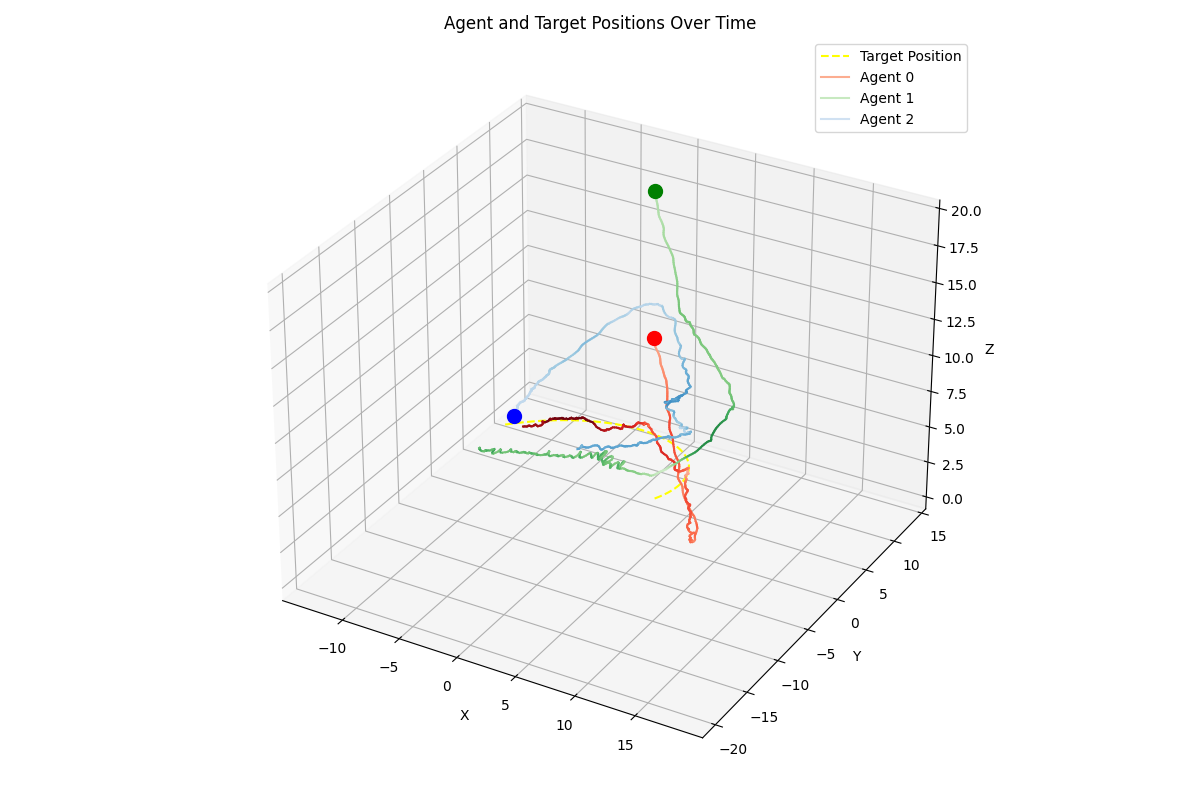 Agent and Target Positions Over Time
Target Position
Agent 0
Agent 1
Agent 2
20.0
17.5
15.0
12.5
Z
10.0
7.5
5.0
2.5
0.0
15
10
5
0
−5
Y
−10
−15
−20
−10
−5
0
5
X
10
15